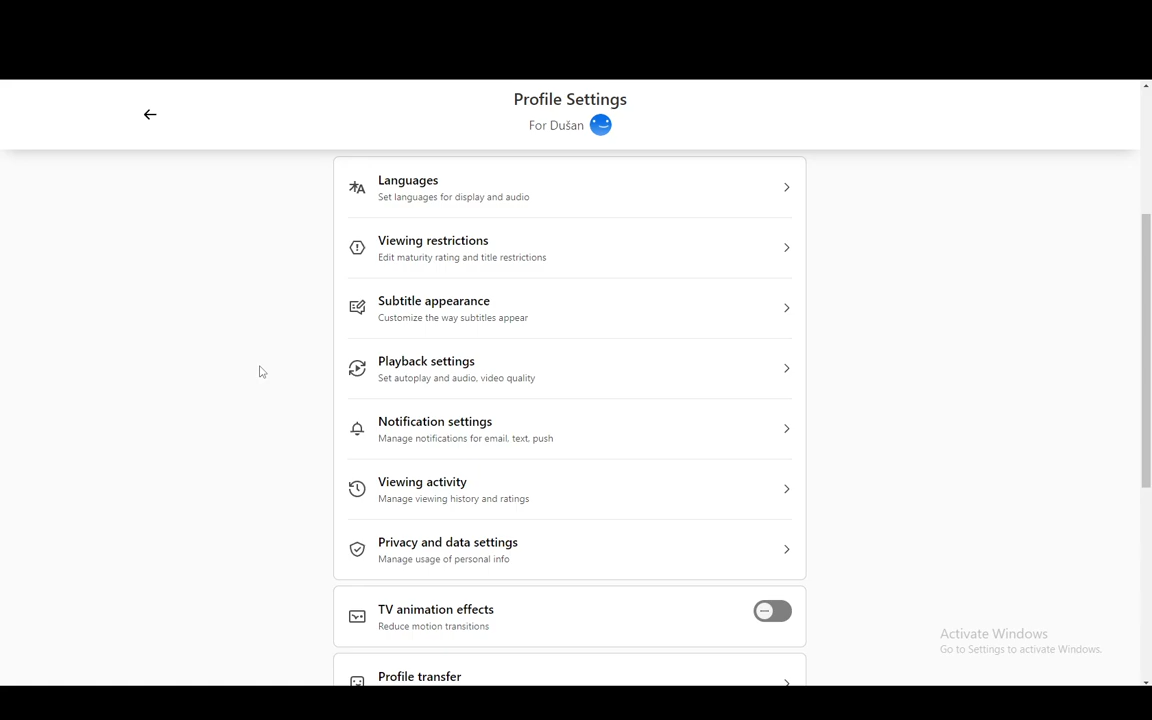 Profile Settings
For Dušan
Languages
Set languages for display and audio
Viewing restrictions
Edit maturity rating and title restrictions
Subtitle appearance
Customize the way subtitles appear
Playback settings
Set autoplay and audio, video quality
Notification settings
Manage notifications for email, text, push
Viewing activity
Manage viewing history and ratings
Privacy and data settings
Manage usage of personal info
TV animation effects
Reduce motion transitions
Activate Windows
Go to Settings to activate Windows.
Profile transfer